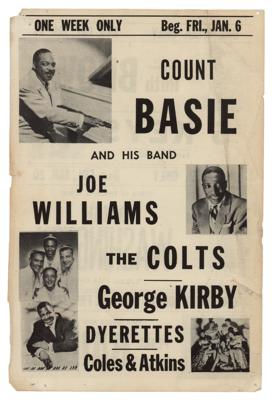 ONE WEEK ONLY Beg. FRI., JAN. 6
COUNT
BASIE
AND HIS BAND
JOE
WILLIAMS
THE COLTS
George KIRBY
DYERETTES
Coles & Atkins